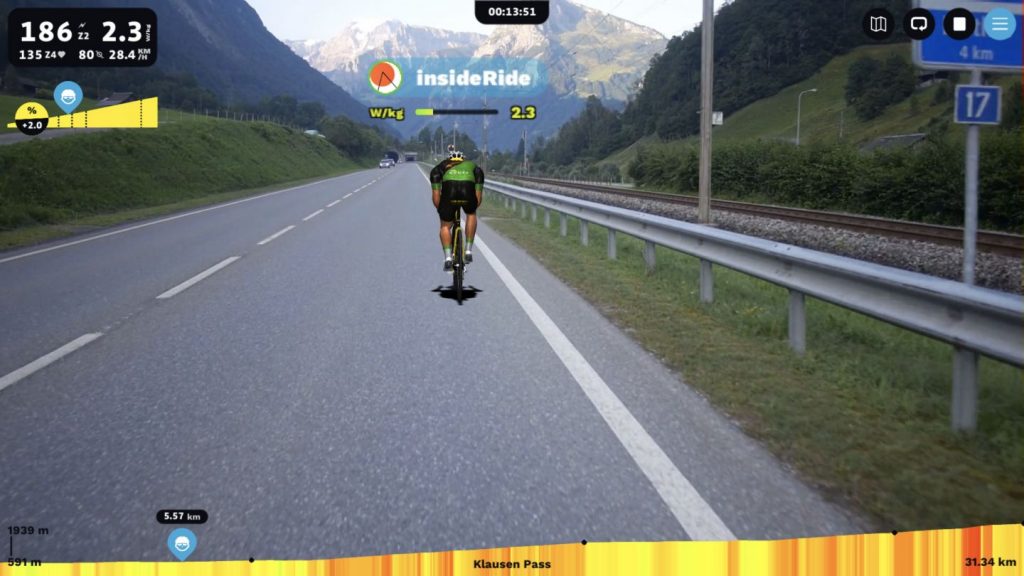 00:13:51
186 Z2 2.3 W/KG
135 Z4 80 28.4 KM/H
4 km
insideRide
W/kg 2.3
%
+2.0
17
5.57 km
1939 m
591 m
Klausen Pass
31.34 km